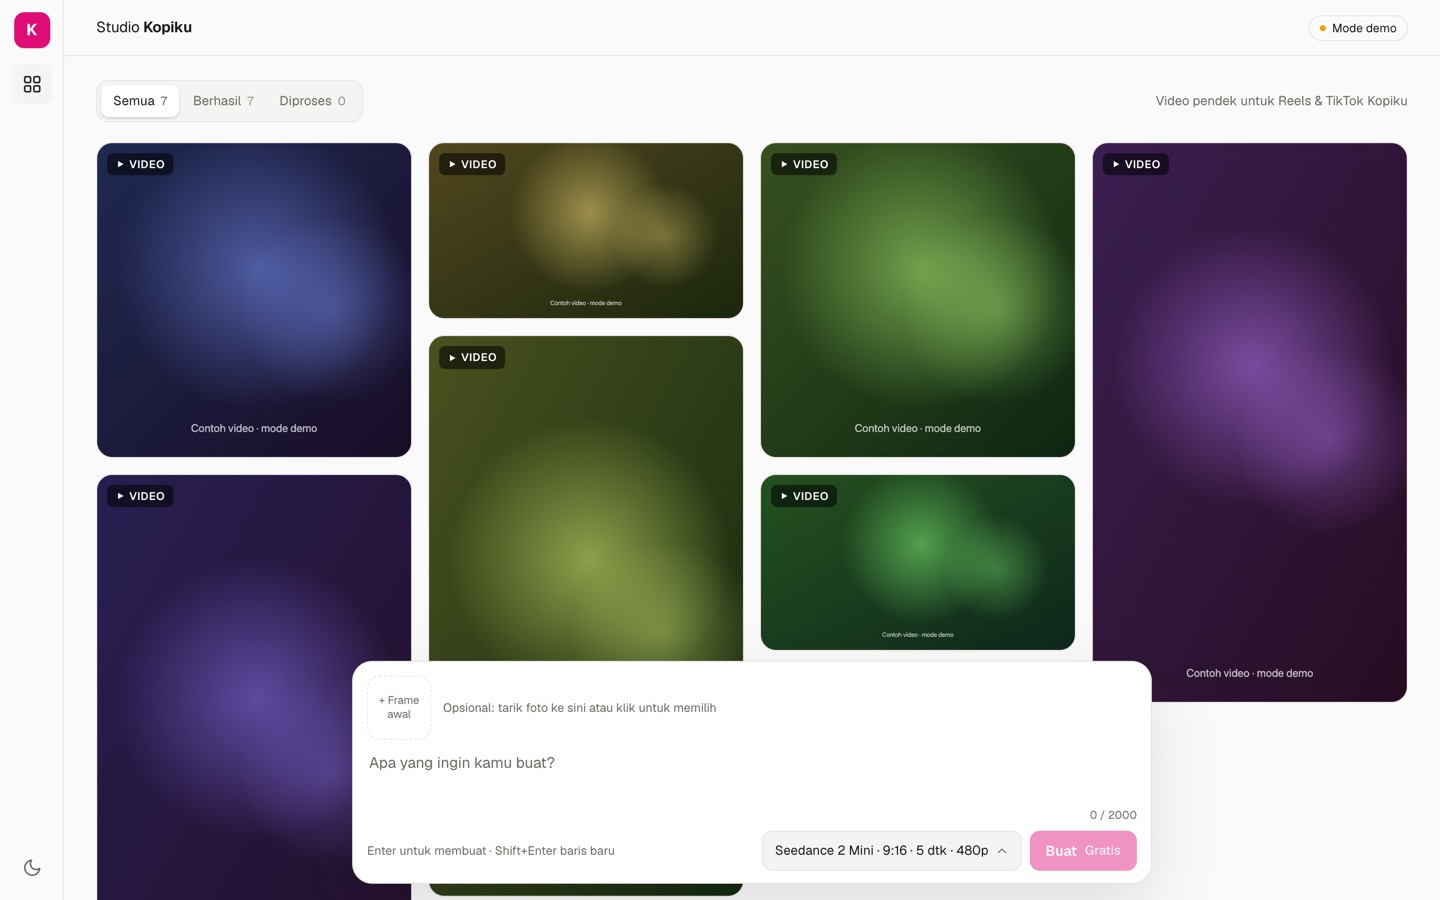 K
Studio Kopiku
Mode demo
Semua 7
Berhasil 7
Diproses 0
Video pendek untuk Reels & TikTok Kopiku
VIDEO
Contoh video · mode demo
VIDEO
Contoh video · mode demo
VIDEO
Contoh video · mode demo
VIDEO
Contoh video · mode demo
VIDEO
VIDEO
VIDEO
Contoh video · mode demo
+ Frame
awal
Opsional: tarik foto ke sini atau klik untuk memilih
Apa yang ingin kamu buat?
0 / 2000
Enter untuk membuat · Shift+Enter baris baru
Seedance 2 Mini · 9:16 · 5 dtk · 480p
Buat Gratis